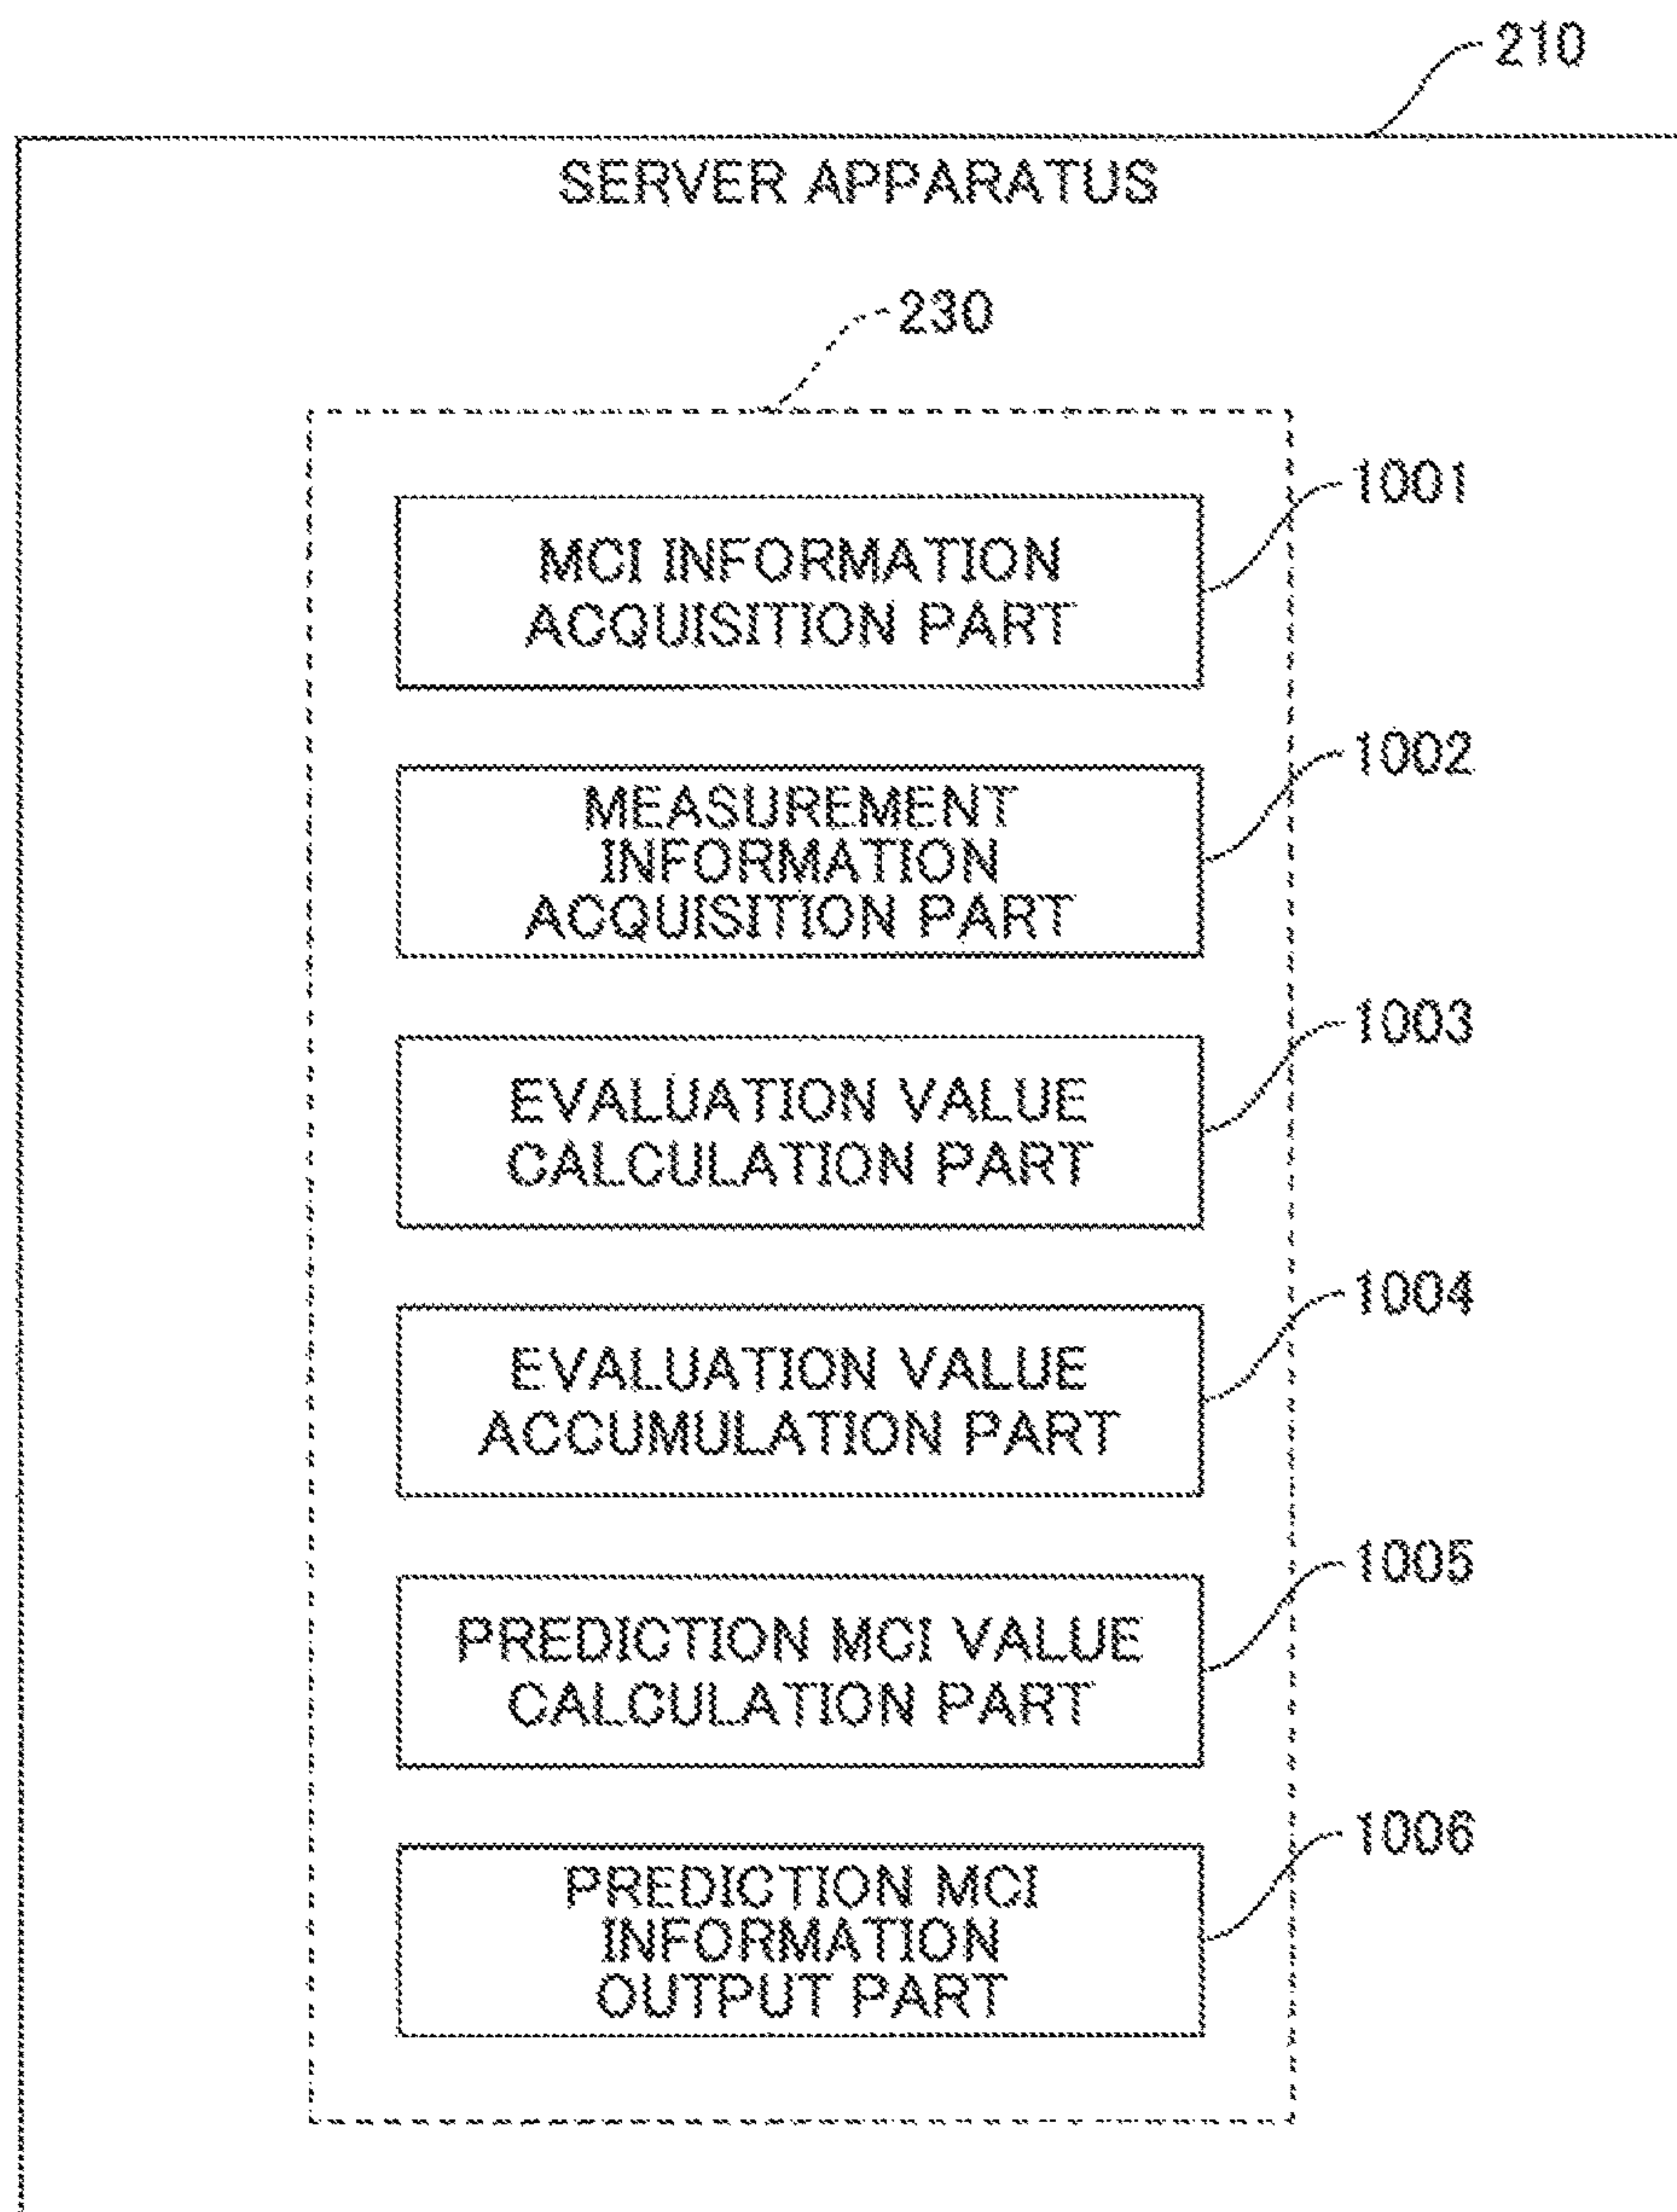 210
SERVER APPARATUS
230
1001
MCI INFORMATION
ACQUISITION PART
1002
MEASUREMENT
INFORMATION
ACQUISITION PART
1003
EVALUATION VALUE
CALCULATION PART
1004
EVALUATION VALUE
ACCUMULATION PART
1005
PREDICTION MCI VALUE
CALCULATION PART
1006
PREDICTION MCI
INFORMATION
OUTPUT PART